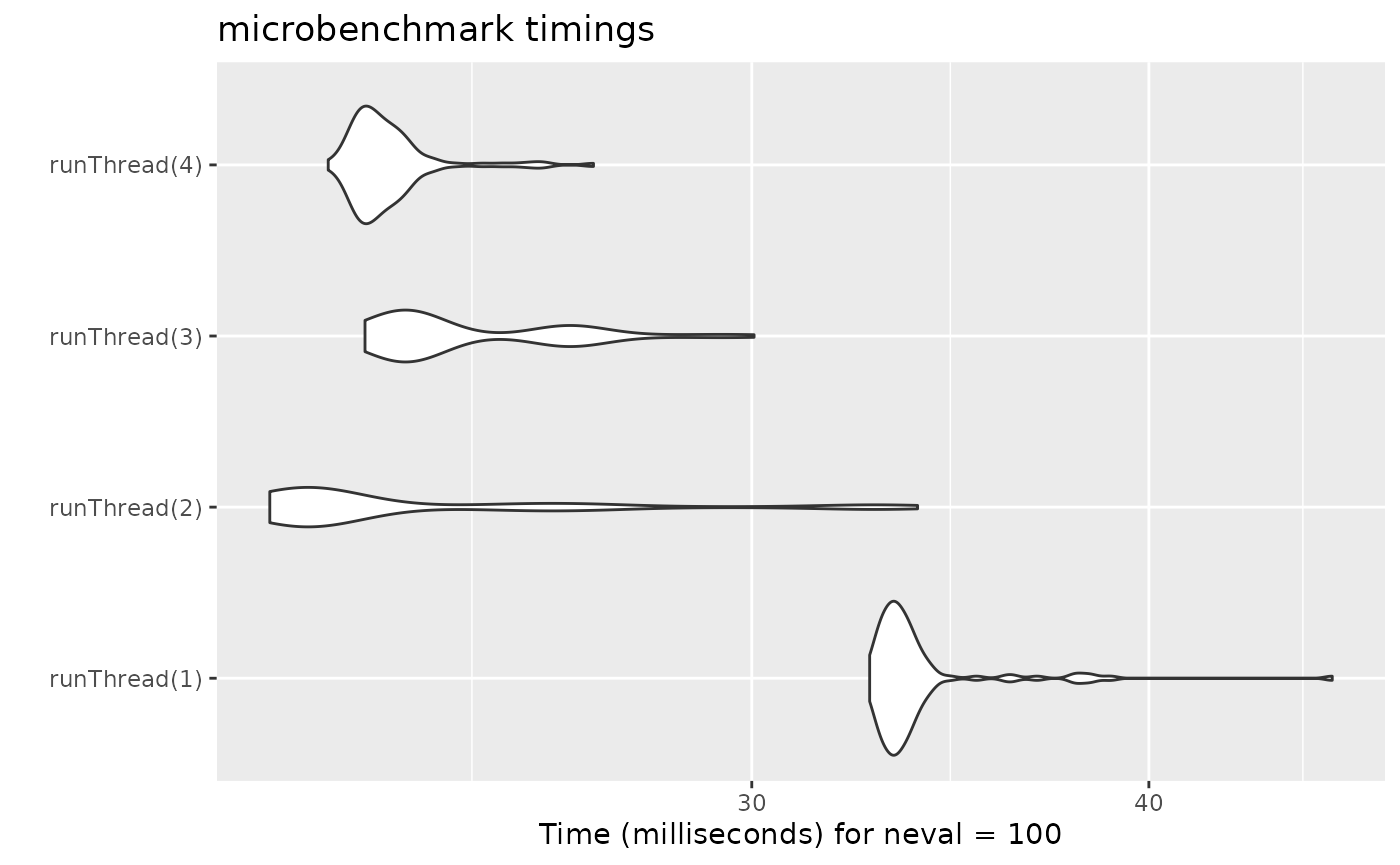 microbenchmark timings
runThread(4)
runThread(3)
runThread(2)
runThread(1)
30 40
Time (milliseconds) for neval = 100